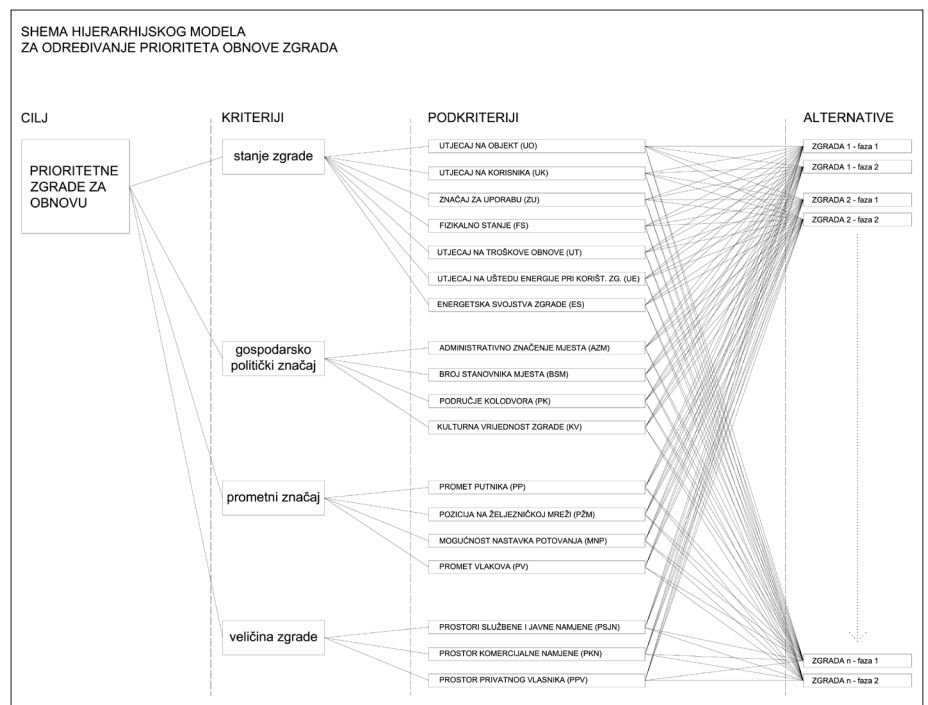 SHEMA HIJERARHIJSKOG MODELA
ZA ODREĐIVANJE PRIORITETA OBNOVE ZGRADA
CILJ
PRIORITETNE
ZGRADE ZA
OBNOVU
KRITERIJI
stanje zgrade
gospodarsko
politički značaj
prometni značaj
veličina zgrade
PODKRITERIJI
UTJECAJ NA OBJEKT (UO)
UTJECAJ NA KORISNIKA (UK)
ZNAČAJ ZA UPORABU (ZU)
FIZIKALNO STANJE (FS)
UTJECAJ NA TROŠKOVE OBNOVE (UT)
UTJECAJ NA UŠTEDU ENERGIJE PRI KORIŠT. ZG. (UE)
ENERGETSKA SVOJSTVA ZGRADE (ES)
ADMINISTRATIVNO ZNAČENJE MJESTA (AZM)
BROJ STANOVNIKA MJESTA (BSM)
PODRUČJE KOLODVORA (PK)
KULTURNA VRIJEDNOST ZGRADE (KV)
PROMET PUTNIKA (PP)
POZICIJA NA ŽELJEZNIČKOJ MREŽI (PŽM)
MOGUĆNOST NASTAVKA POTOVANJA (MNP)
PROMET VLAKOVA (PV)
PROSTORI SLUŽBENE I JAVNE NAMJENE (PSJN)
PROSTOR KOMERCIJALNE NAMJENE (PKN)
PROSTOR PRIVATNOG VLASNIKA (PPV)
ALTERNATIVE
ZGRADA 1 - faza 1
ZGRADA 1 - faza 2
ZGRADA 2 - faza 1
ZGRADA 2 - faza 2
ZGRADA n - faza 1
ZGRADA n - faza 2